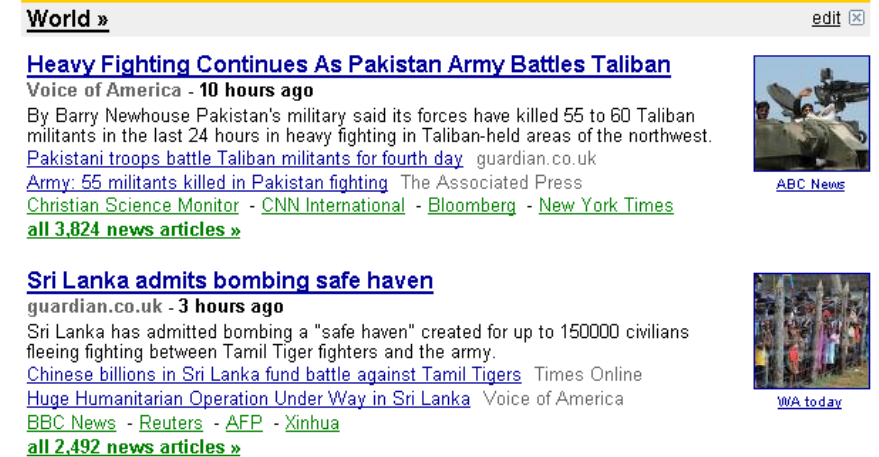 World »
edit
Heavy Fighting Continues As Pakistan Army Battles Taliban
Voice of America - 10 hours ago
By Barry Newhouse Pakistan's military said its forces have killed 55 to 60 Taliban
militants in the last 24 hours in heavy fighting in Taliban-held areas of the northwest.
Pakistani troops battle Taliban militants for fourth day guardian.co.uk
Army: 55 militants killed in Pakistan fighting The Associated Press
Christian Science Monitor - CNN International - Bloomberg - New York Times
all 3,824 news articles »
ABC News
Sri Lanka admits bombing safe haven
guardian.co.uk - 3 hours ago
Sri Lanka has admitted bombing a "safe haven" created for up to 150000 civilians
fleeing fighting between Tamil Tiger fighters and the army.
Chinese billions in Sri Lanka fund battle against Tamil Tigers Times Online
Huge Humanitarian Operation Under Way in Sri Lanka Voice of America
BBC News - Reuters - AFP - Xinhua
all 2,492 news articles »
WA today